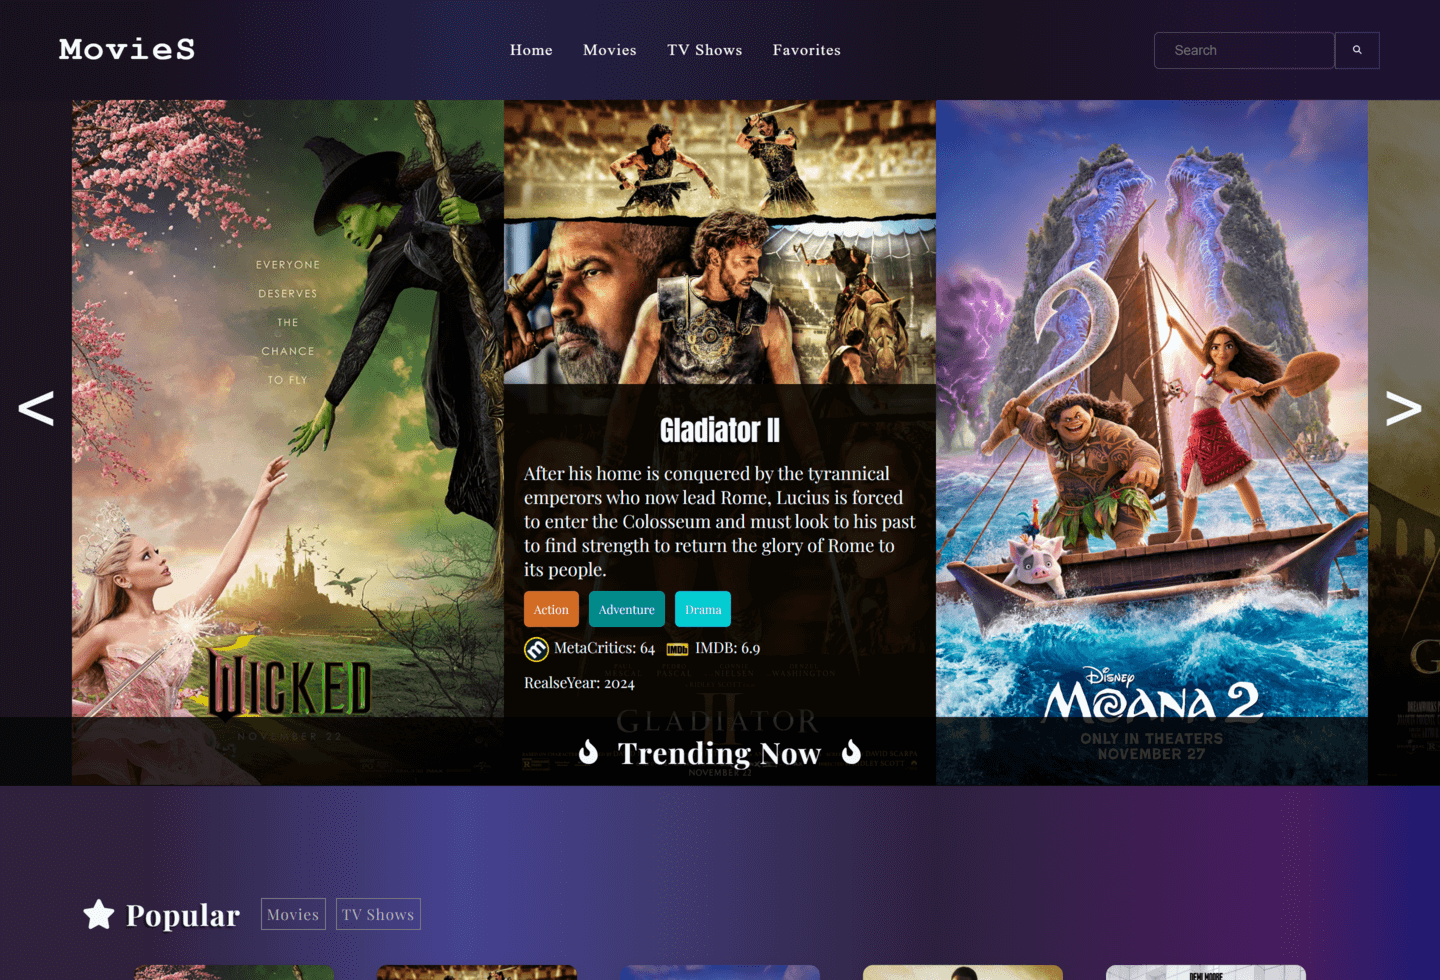 MovieS
Home
Movies
TV Shows
Favorites
Search
EVERYONE
DESERVES
THE
CHANCE
TO FLY
WICKED
NOVEMBER 22
<
Gladiator II
After his home is conquered by the tyrannical
emperors who now lead Rome, Lucius is forced
to enter the Colosseum and must look to his past
to find strength to return the glory of Rome to
its people.
Action
Adventure
Drama
MetaCritics: 64
IMDb
IMDB: 6.9
RealseYear: 2024
GLADIATOR
NOVEMBER 22
DISNEY
MOANA 2
ONLY IN THEATERS
NOVEMBER 27
>
Trending Now
Popular
Movies
TV Shows
DEMI MOORE